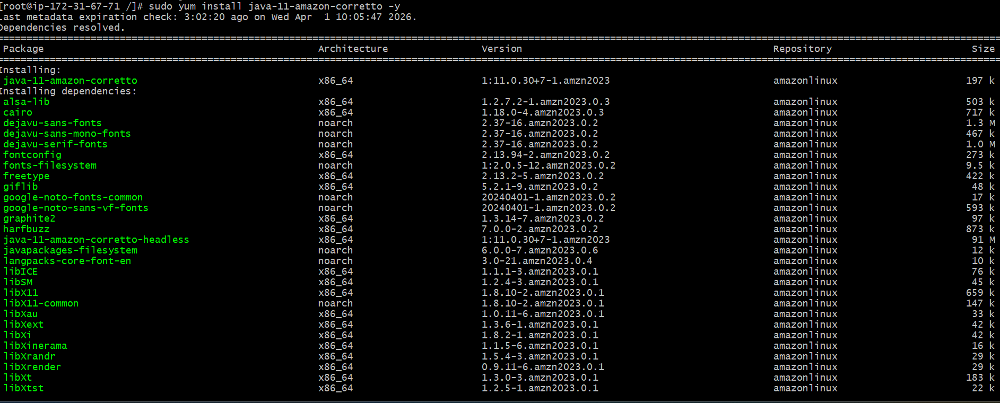 [root@ip-172-31-67-71 /]# sudo yum install java-11-amazon-corretto -y
Last metadata expiration check: 3:02:20 ago on Wed Apr  1 10:05:47 2026.
Dependencies resolved.
Package Architecture Version Repository Size
Installing:
java-11-amazon-corretto x86_64 1:11.0.30+7-1.amzn2023 amazonlinux 197 k
Installing dependencies:
alsa-lib x86_64 1.2.7.2-1.amzn2023.0.3 amazonlinux 503 k
cairo x86_64 1.18.0-4.amzn2023.0.3 amazonlinux 717 k
dejavu-sans-fonts noarch 2.37-16.amzn2023.0.2 amazonlinux 1.3 M
dejavu-sans-mono-fonts noarch 2.37-16.amzn2023.0.2 amazonlinux 467 k
dejavu-serif-fonts noarch 2.37-16.amzn2023.0.2 amazonlinux 1.0 M
fontconfig x86_64 2.13.94-2.amzn2023.0.2 amazonlinux 273 k
fonts-filesystem noarch 1:2.0.5-12.amzn2023.0.2 amazonlinux 9.5 k
freetype x86_64 2.13.2-5.amzn2023.0.2 amazonlinux 422 k
giflib x86_64 5.2.1-9.amzn2023.0.2 amazonlinux 48 k
google-noto-fonts-common noarch 20240401-1.amzn2023.0.2 amazonlinux 17 k
google-noto-sans-vf-fonts noarch 20240401-1.amzn2023.0.2 amazonlinux 593 k
graphite2 x86_64 1.3.14-7.amzn2023.0.2 amazonlinux 97 k
harfbuzz x86_64 7.0.0-2.amzn2023.0.2 amazonlinux 873 k
java-11-amazon-corretto-headless x86_64 1:11.0.30+7-1.amzn2023 amazonlinux 91 M
javapackages-filesystem noarch 6.0.0-7.amzn2023.0.6 amazonlinux 12 k
langpacks-core-font-en noarch 3.0-21.amzn2023.0.4 amazonlinux 10 k
libICE x86_64 1.1.1-3.amzn2023.0.1 amazonlinux 76 k
libSM x86_64 1.2.4-3.amzn2023.0.1 amazonlinux 45 k
libX11 x86_64 1.8.10-2.amzn2023.0.1 amazonlinux 659 k
libX11-common noarch 1.8.10-2.amzn2023.0.1 amazonlinux 147 k
libXau x86_64 1.0.11-6.amzn2023.0.1 amazonlinux 33 k
libXext x86_64 1.3.6-1.amzn2023.0.1 amazonlinux 42 k
libXi x86_64 1.8.2-1.amzn2023.0.1 amazonlinux 42 k
libXinerama x86_64 1.1.5-6.amzn2023.0.1 amazonlinux 16 k
libXrandr x86_64 1.5.4-3.amzn2023.0.1 amazonlinux 29 k
libXrender x86_64 0.9.11-6.amzn2023.0.1 amazonlinux 29 k
libXt x86_64 1.3.0-3.amzn2023.0.1 amazonlinux 183 k
libXtst x86_64 1.2.5-1.amzn2023.0.1 amazonlinux 22 k